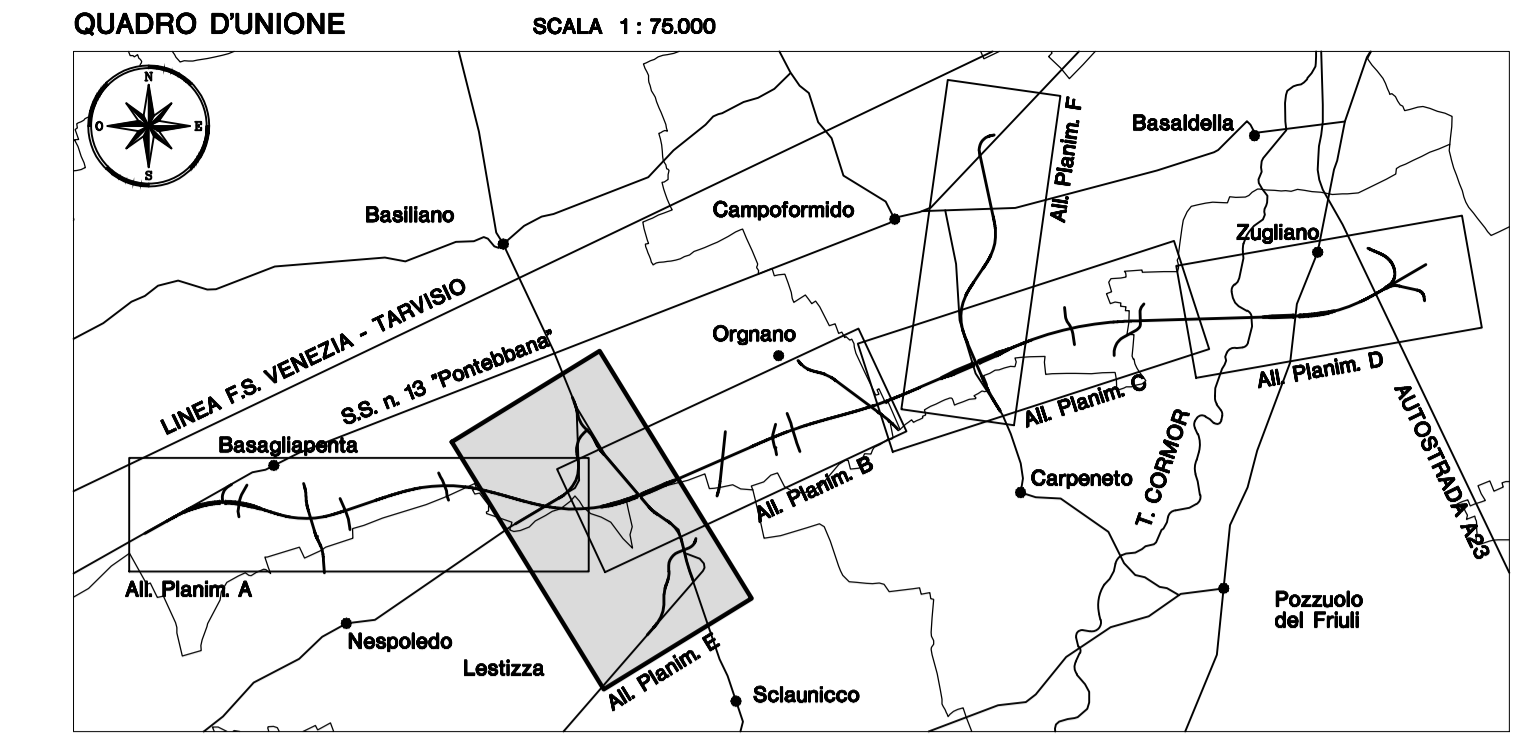 QUADRO D'UNIONE
SCALA 1 : 75.000
N
O
E
S
Basiliano
Campoformido
All. Planim. F
Basaldella
Zugliano
LINEA F.S. VENEZIA - TARVISIO
S.S. n. 13 "Pontebbana"
Orgnano
Basagliapenta
All. Planim. D
All. Planim. C
AUTOSTRADA A23
T. CORMOR
All. Planim. B
Carpeneto
All. Planim. A
Nespoledo
Lestizza
All. Planim. E
Sclaunicco
Pozzuolo
del Friuli